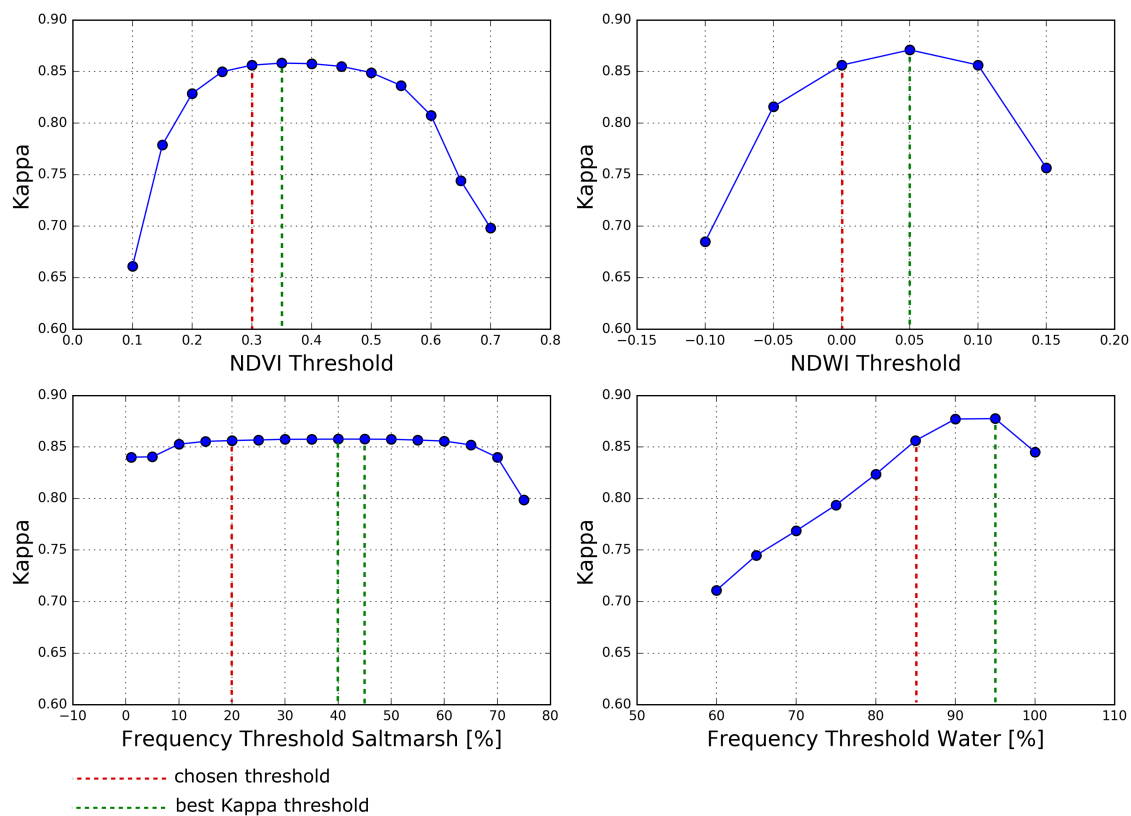 0.90
0.85
0.80
0.75
0.70
0.65
0.60
Kappa
0.0 0.1 0.2 0.3 0.4 0.5 0.6 0.7 0.8
NDVI Threshold
0.90
0.85
0.80
0.75
0.70
0.65
0.60
Kappa
−0.15 −0.10 −0.05 0.00 0.05 0.10 0.15 0.20
NDWI Threshold
0.90
0.85
0.80
0.75
0.70
0.65
0.60
Kappa
−10 0 10 20 30 40 50 60 70 80
Frequency Threshold Saltmarsh [%]
0.90
0.85
0.80
0.75
0.70
0.65
0.60
Kappa
50 60 70 80 90 100 110
Frequency Threshold Water [%]
chosen threshold
best Kappa threshold